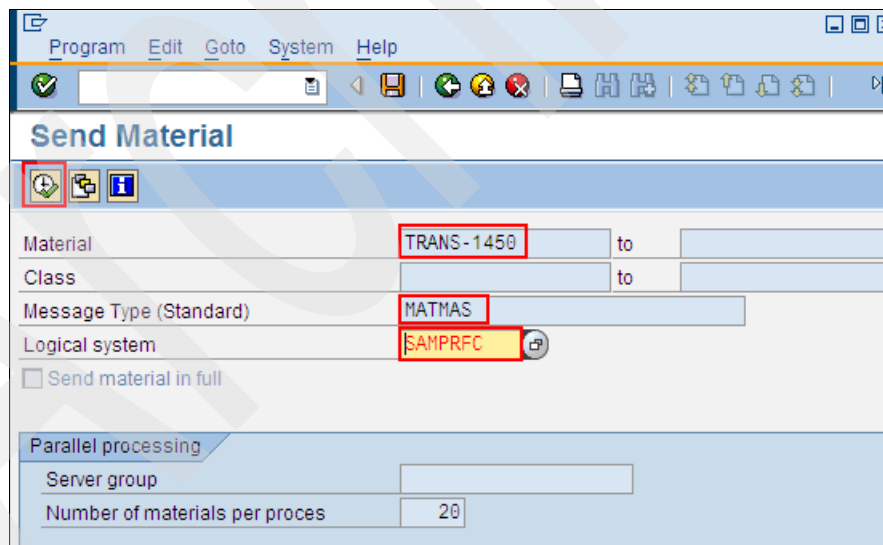 Program Edit Goto System Help
Send Material
Material TRANS-1450 to
Class to
Message Type (Standard) MATMAS
Logical system SAMPRFC
Send material in full
Parallel processing
Server group
Number of materials per proces 20